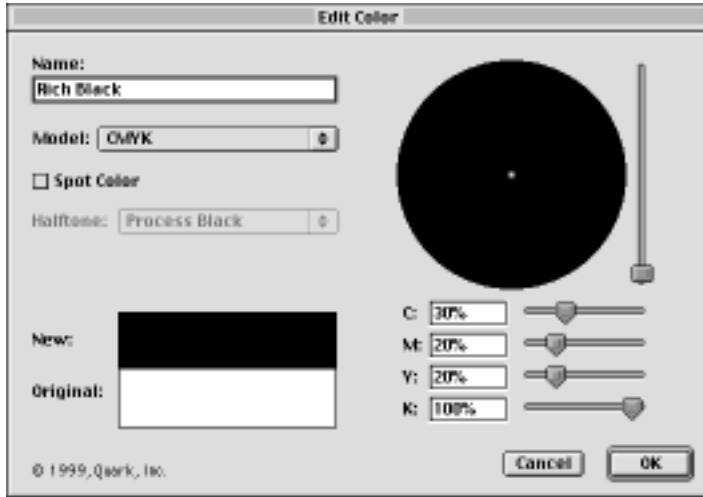 Edit Color
Name:
Rich Black
Model: CMYK
Spot Color
Halftone: Process Black
New:
Original:
C: 30%
M: 20%
Y: 20%
K: 100%
© 1999, Quark, Inc.
Cancel
OK